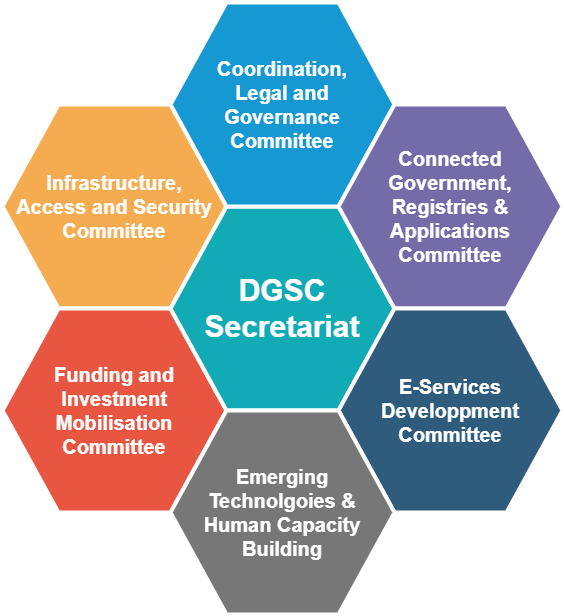 Coordination,
Legal and
Governance
Committee
Infrastructure,
Access and Security
Committee
Connected
Government,
Registries &
Applications
Committee
DGSC
Secretariat
Funding and
Investment
Mobilisation
Committee
E-Services
Developpment
Committee
Emerging
Technolgoies &
Human Capacity
Building